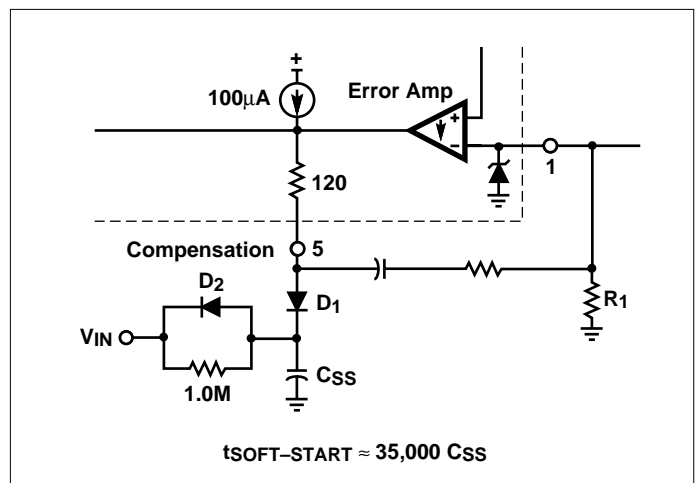 +
100μA
Error Amp
+
−
1
120
Compensation
5
D2
D1
R1
VIN
CSS
1.0M
tSOFT–START ≈ 35,000 CSS